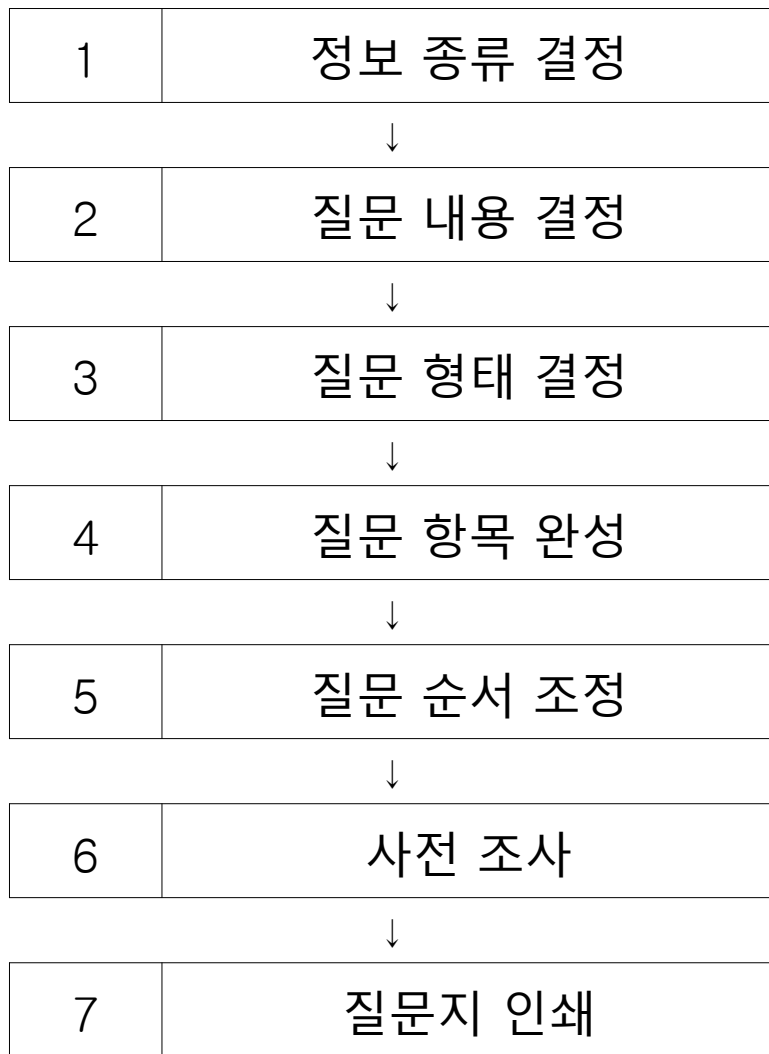 1 정보 종류 결정
↓
2 질문 내용 결정
↓
3 질문 형태 결정
↓
4 질문 항목 완성
↓
5 질문 순서 조정
↓
6 사전 조사
↓
7 질문지 인쇄